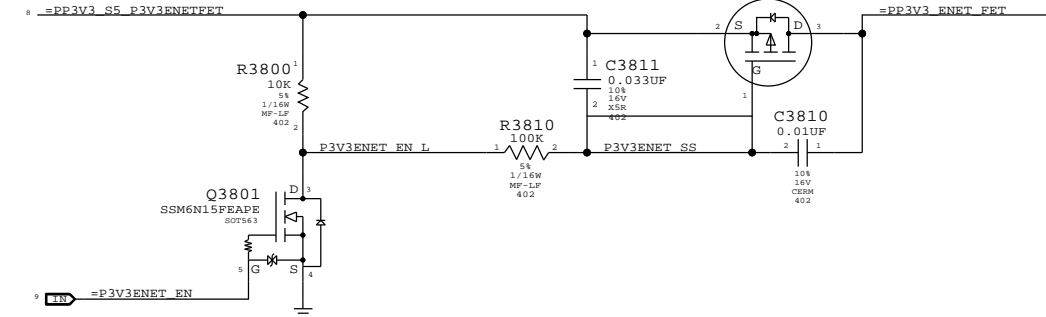 8 =PP3V3_S5_P3V3ENETFET
=PP3V3_ENET_FET
2 S D 3
G
1
R3800 1
10K
5%
1/16W
MF-LF
402 2
1 C3811
0.033UF
10%
16V
2 X5R
402
C3810
0.01UF
2 1
10%
16V
CERM
402
R3810
100K
1 2
5%
1/16W
MF-LF
402
P3V3ENET_EN_L
P3V3ENET_SS
Q3801
SSM6N15FEAPE
SOT563
D 3
5 G S 4
9 IN =P3V3ENET_EN